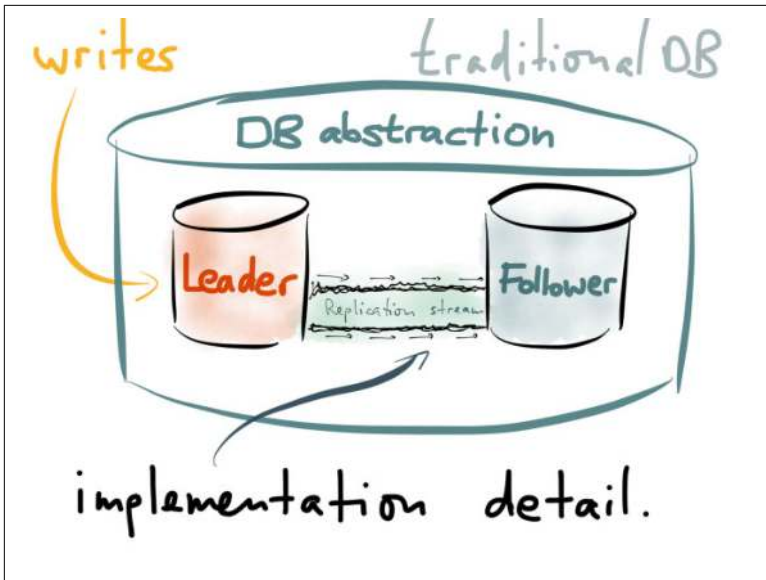 writes
traditional DB
DB abstraction
Leader
Replication stream
Follower
implementation detail.